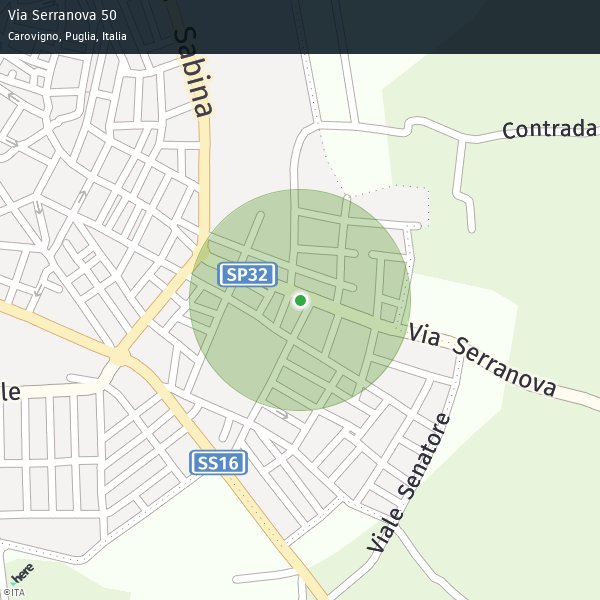 Via Serranova 50
Carovigno, Puglia, Italia
Sabina
Contrada
SP32
Via Serranova
le
SS16
Viale Senatore
here
©ITA